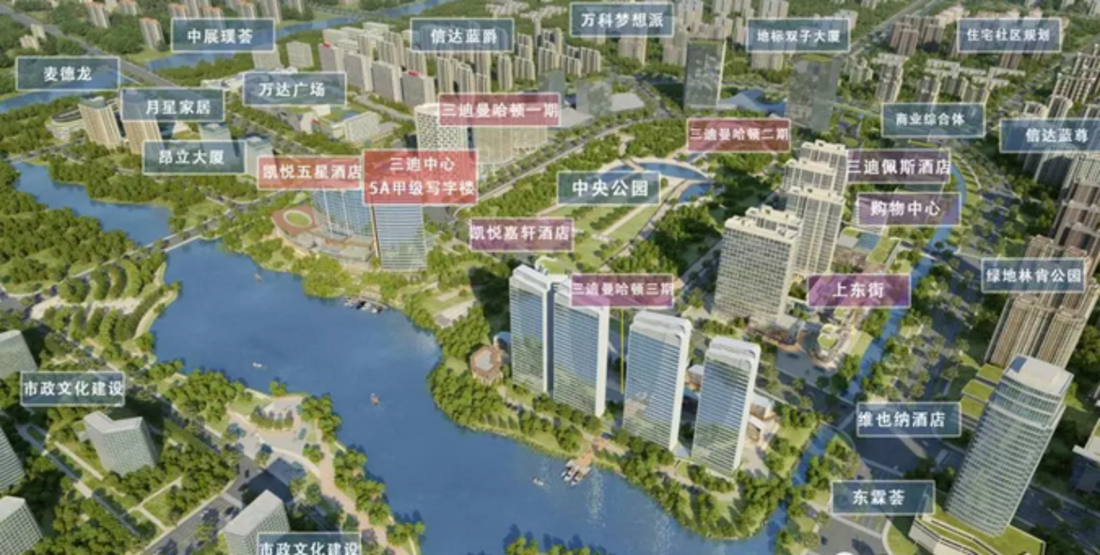 万科梦想派
中展璞荟
信达蓝爵
地标双子大厦
住宅社区规划
麦德龙
万达广场
月星家居
三迪曼哈顿一期
商业综合体
三迪曼哈顿二期
信达蓝尊
昂立大厦
凯悦五星酒店
三迪中心
5A甲级写字楼
三迪佩斯酒店
中央公园
购物中心
凯悦嘉轩酒店
绿地林肯公园
三迪曼哈顿三期
上东街
市政文化建设
维也纳酒店
东霖荟
市政文化建设